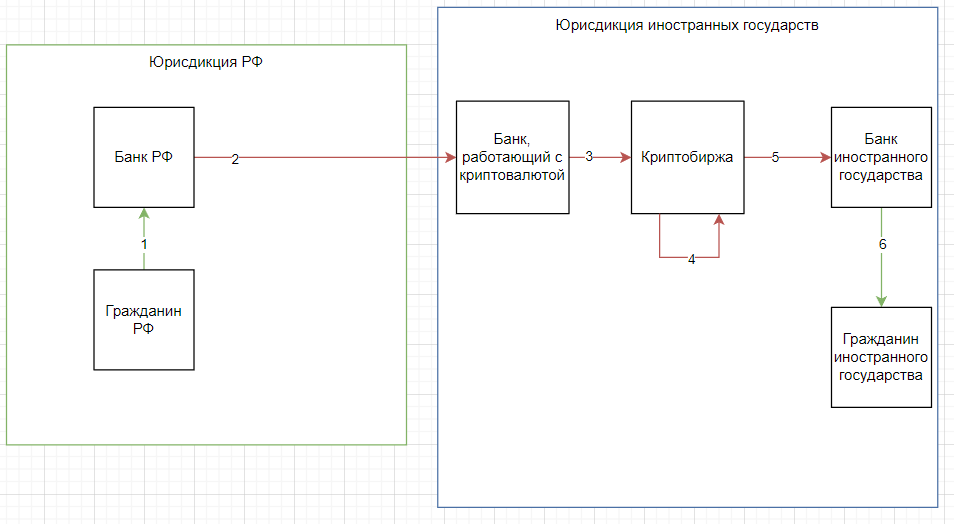 Юрисдикция иностранных государств
Юрисдикция РФ
Банк РФ
2
Банк,
работающий с
криптовалютой
3
Криптобиржа
5
Банк
иностранного
государства
1
4
6
Гражданин
РФ
Гражданин
иностранного
государства